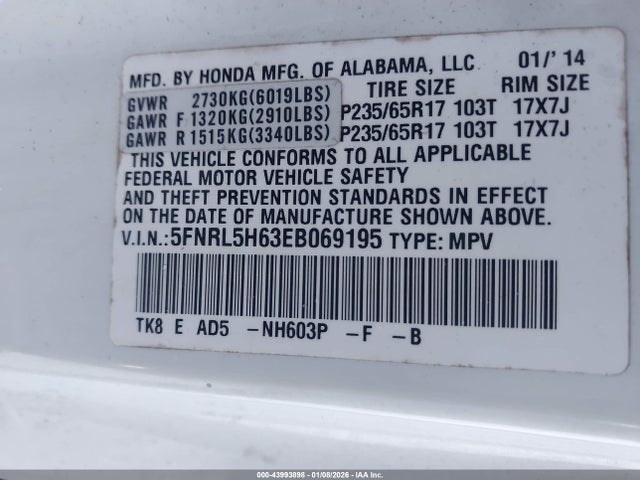 MFD. BY HONDA MFG. OF ALABAMA, LLC 01/'14
TIRE SIZE RIM SIZE
GVWR 2730KG(6019LBS)
GAWR F 1320KG(2910LBS) P235/65R17 103T 17X7J
GAWR R 1515KG(3340LBS) P235/65R17 103T 17X7J
THIS VEHICLE CONFORMS TO ALL APPLICABLE
FEDERAL MOTOR VEHICLE SAFETY
AND THEFT PREVENTION STANDARDS IN EFFECT
ON THE DATE OF MANUFACTURE SHOWN ABOVE.
V.I.N.:5FNRL5H63EB069195 TYPE: MPV
TK8 E AD5 -NH603P -F -B
000-43993898 - 01/08/2026 - IAA Inc.